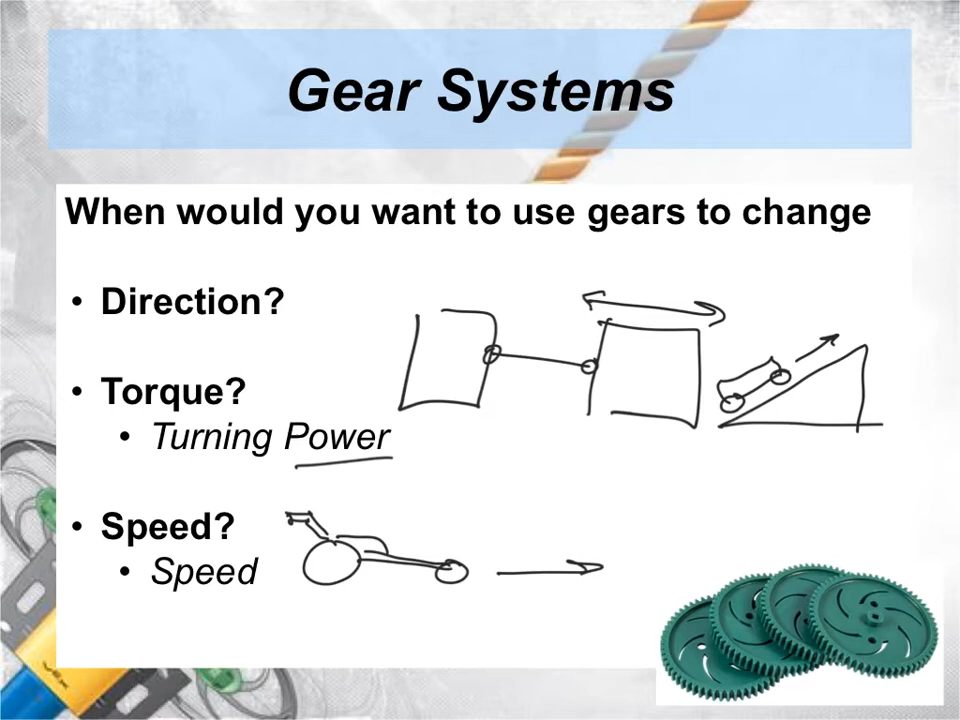 Gear Systems
When would you want to use gears to change
• Direction?
• Torque?
• Turning Power
• Speed?
• Speed